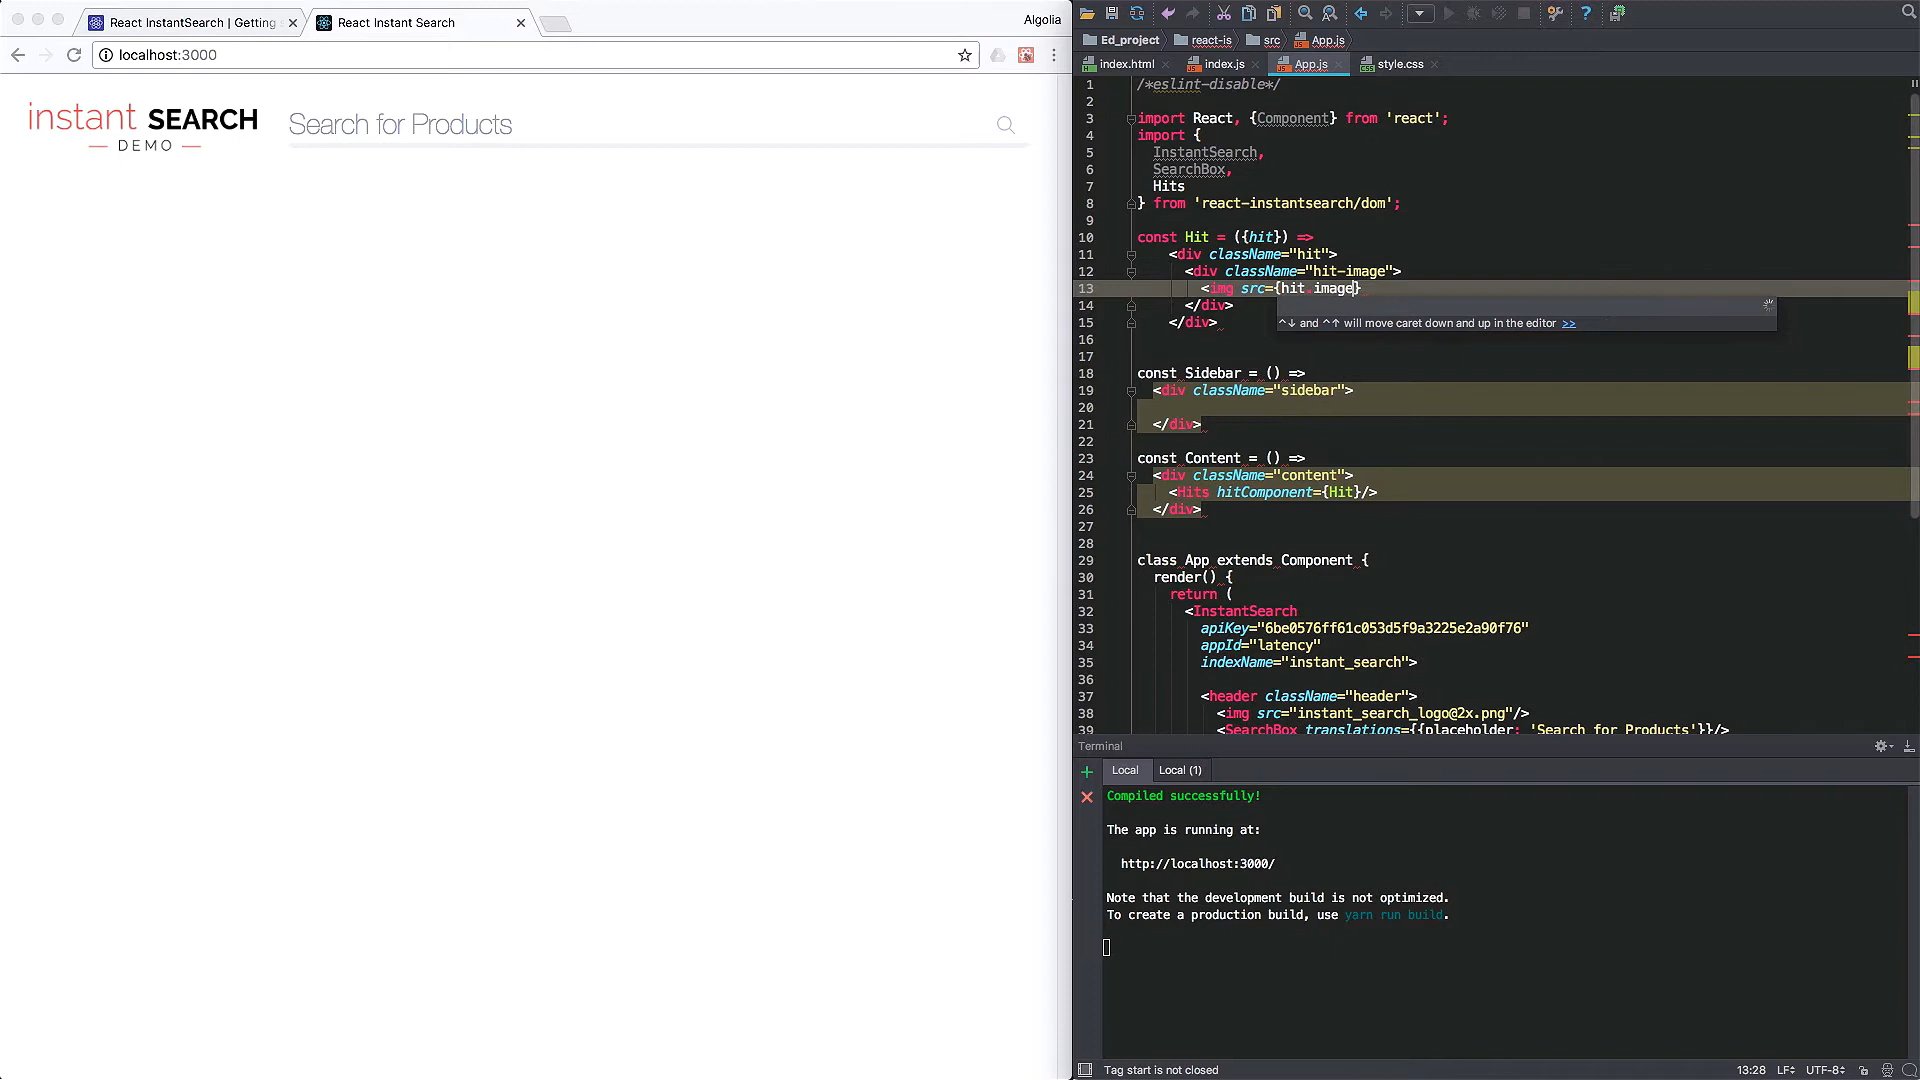 React InstantSearch | Getting
React Instant Search
Algolia
localhost:3000
instant SEARCH
DEMO
Search for Products
Ed_project
react-is
src
App.js
index.html
index.js
App.js
style.css
1 /*eslint-disable*/
2
3 import React, {Component} from 'react';
4 import {
5 InstantSearch,
6 SearchBox,
7 Hits
8 } from 'react-instantsearch/dom';
9
10 const Hit = ({hit}) =>
11 <div className="hit">
12 <div className="hit-image">
13 <img src={hit.image}
14 </div>
^↓ and ^↑ will move caret down and up in the editor >>
15 </div>
16
17
18 const Sidebar = () =>
19 <div className="sidebar">
20
21 </div>
22
23 const Content = () =>
24 <div className="content">
25 <Hits hitComponent={Hit}/>
26 </div>
27
28
29 class App extends Component {
30 render() {
31 return (
32 <InstantSearch
33 apiKey="6be0576ff61c053d5f9a3225e2a90f76"
34 appId="latency"
35 indexName="instant_search">
36
37 <header className="header">
38 <img src="instant_search_logo@2x.png"/>
39 <SearchBox translations={{placeholder: 'Search for Products'}}/>
Terminal
Local
Local (1)
Compiled successfully!
The app is running at:
http://localhost:3000/
Note that the development build is not optimized.
To create a production build, use yarn run build.
Tag start is not closed
13:28 LF÷ UTF-8÷